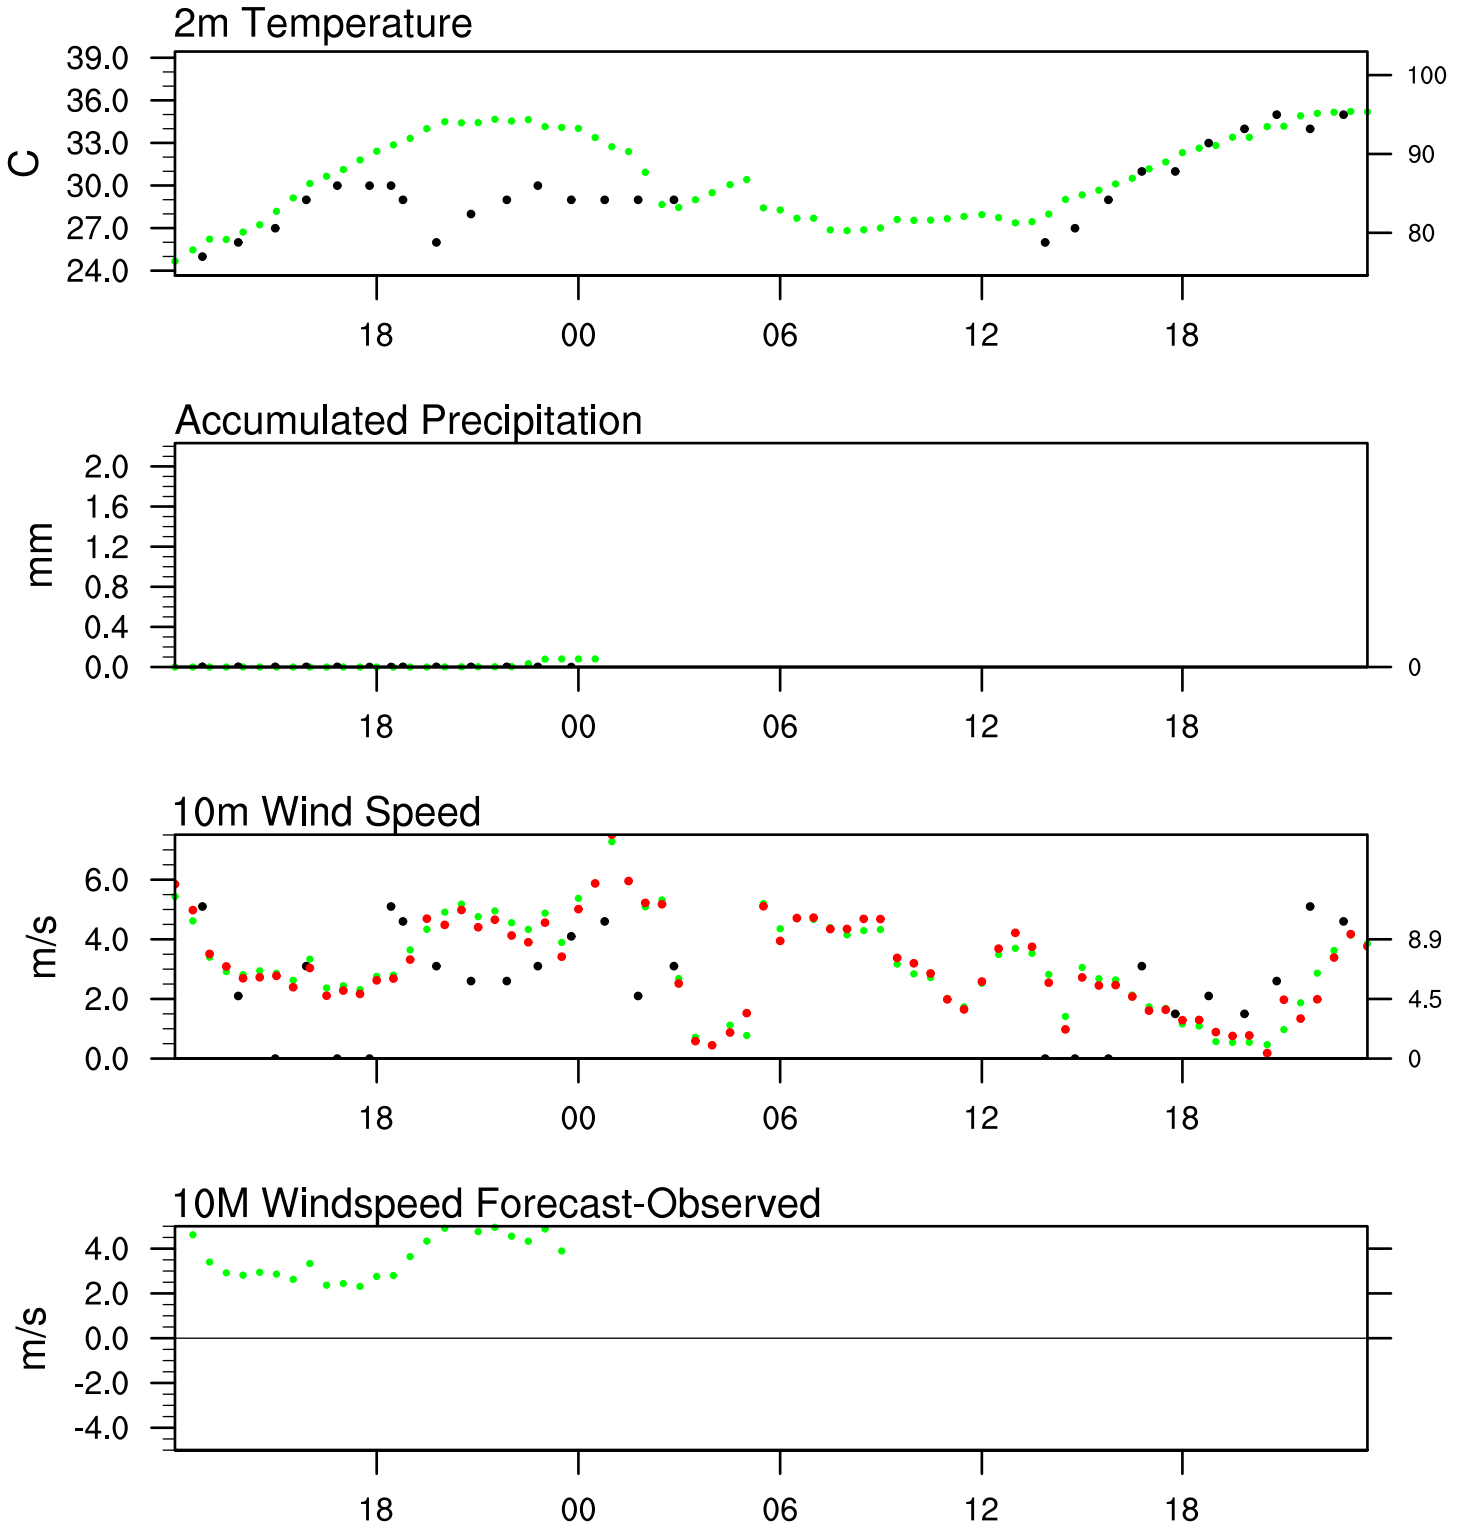 2m Temperature
39.0
36.0
33.0
30.0
27.0
24.0
C
100
90
80
18 00 06 12 18
Accumulated Precipitation
2.0
1.6
1.2
0.8
0.4
0.0
mm
0
18 00 06 12 18
10m Wind Speed
6.0
4.0
2.0
0.0
m/s
8.9
4.5
0
18 00 06 12 18
10M Windspeed Forecast-Observed
4.0
2.0
0.0
-2.0
-4.0
m/s
18 00 06 12 18